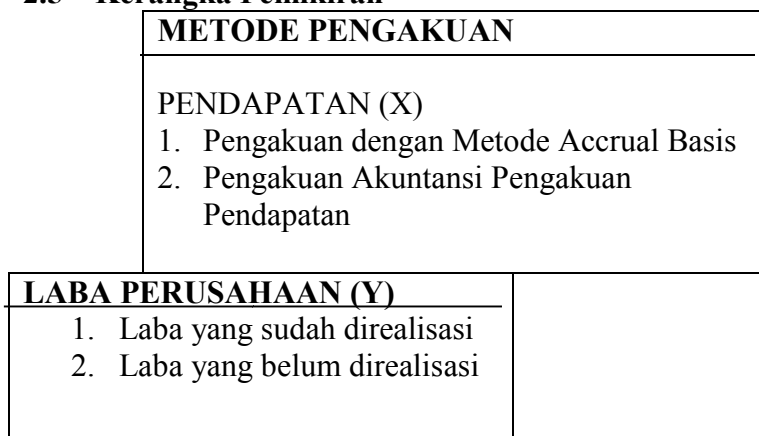 METODE PENGAKUAN
PENDAPATAN (X)
1. Pengakuan dengan Metode Accrual Basis
2. Pengakuan Akuntansi Pengakuan
Pendapatan
LABA PERUSAHAAN (Y)
1. Laba yang sudah direalisasi
2. Laba yang belum direalisasi